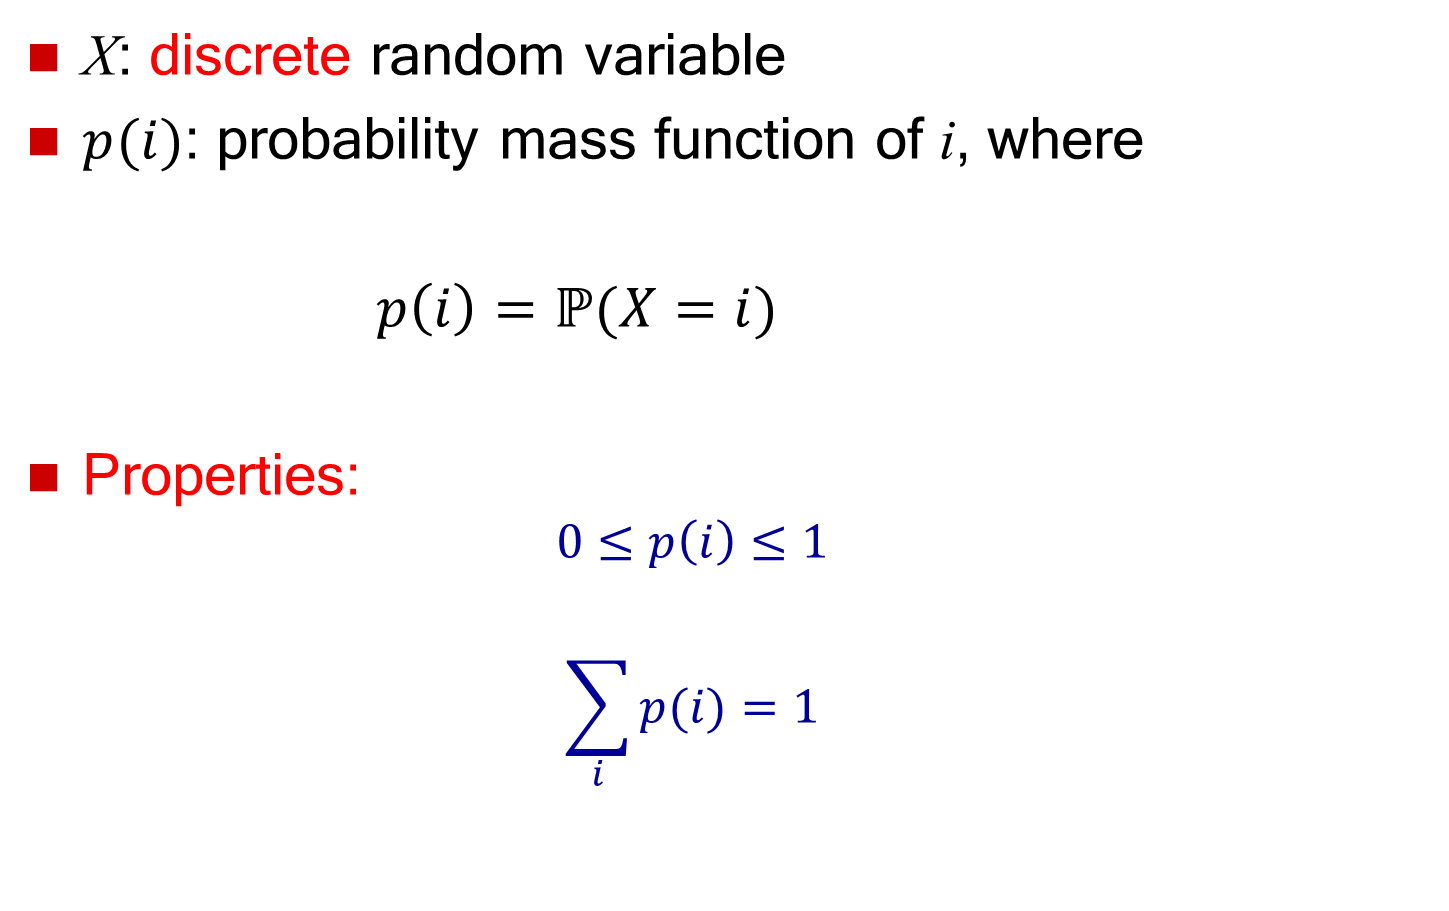 X: discrete random variable
p(i): probability mass function of i, where
p(i) = ℙ(X = i)
Properties:
0 ≤ p(i) ≤ 1
∑ p(i) = 1
i